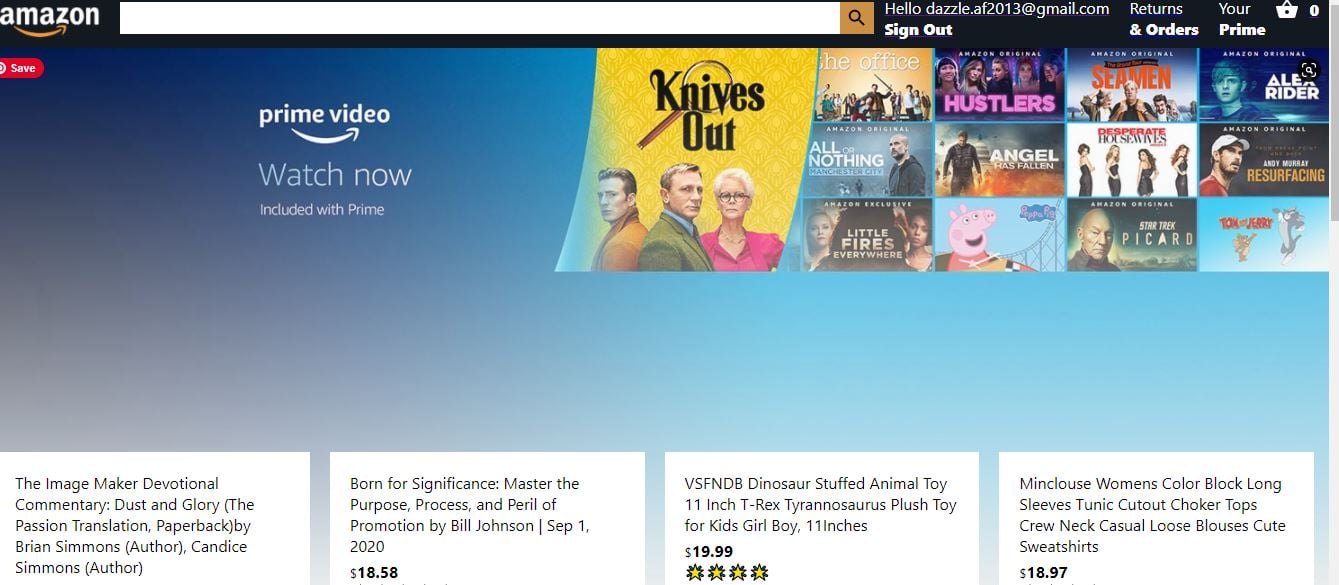 amazon
Hello dazzle.af2013@gmail.com
Sign Out
Returns
& Orders
Your
Prime
0
Save
prime video
Watch now
Included with Prime
Knives
Out
the office
AMAZON ORIGINAL
HUSTLERS
AMAZON ORIGINAL
The Grand Tour
SEAMEN
AMAZON ORIGINAL
ALEX
RIDER
AMAZON ORIGINAL
ALL OR
NOTHING
MANCHESTER CITY
ANGEL
HAS FALLEN
DESPERATE
HOUSEWIVES
AMAZON ORIGINAL
ANDY MURRAY
RESURFACING
AMAZON EXCLUSIVE
LITTLE
FIRES
EVERYWHERE
Peppa Pig
AMAZON ORIGINAL
STAR TREK
PICARD
TOM and JERRY
The Image Maker Devotional
Commentary: Dust and Glory (The
Passion Translation, Paperback)by
Brian Simmons (Author), Candice
Simmons (Author)
Born for Significance: Master the
Purpose, Process, and Peril of
Promotion by Bill Johnson | Sep 1,
2020
$18.58
VSFNDB Dinosaur Stuffed Animal Toy
11 Inch T-Rex Tyrannosaurus Plush Toy
for Kids Girl Boy, 11Inches
$19.99
Minclouse Womens Color Block Long
Sleeves Tunic Cutout Choker Tops
Crew Neck Casual Loose Blouses Cute
Sweatshirts
$18.97